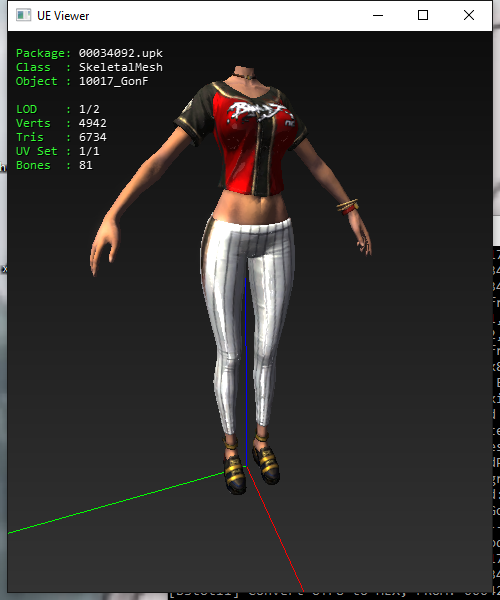 UE Viewer
Package: 00034092.upk
Class : SkeletalMesh
Object : 10017_GonF
LOD : 1/2
Verts : 4942
Tris : 6734
UV Set : 1/1
Bones : 81